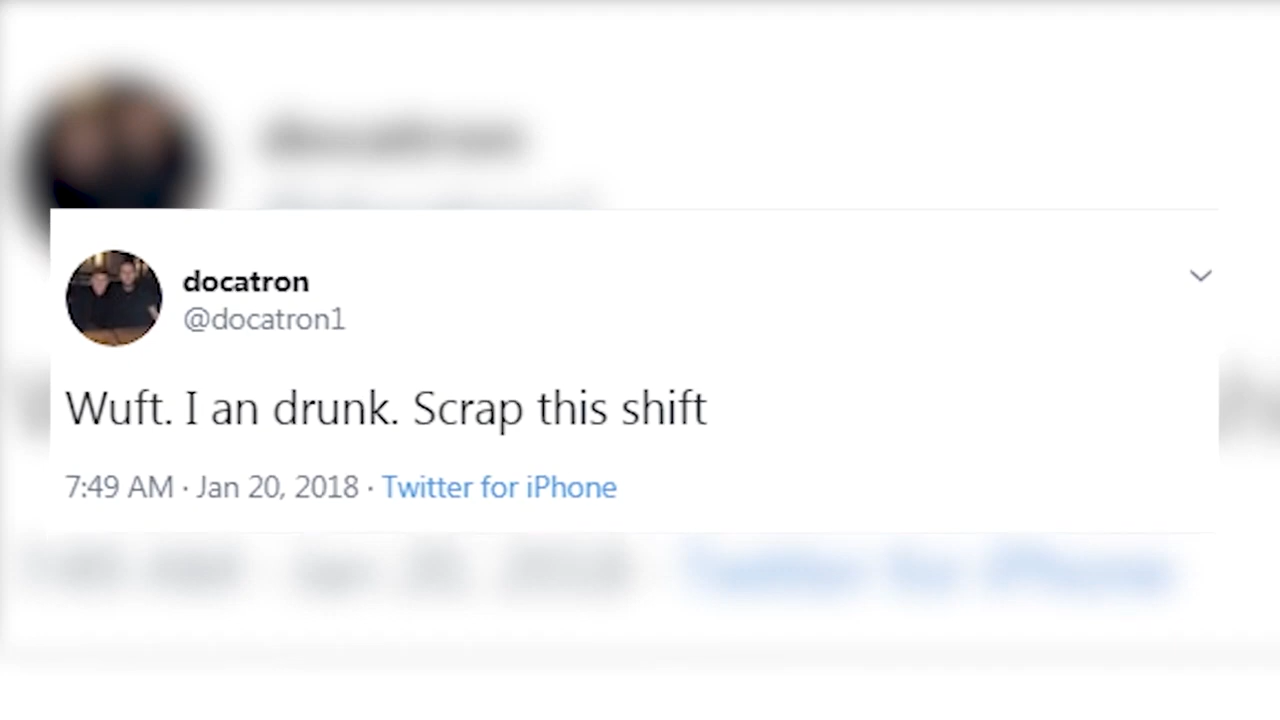 docatron
@docatron1
Wuft. I an drunk. Scrap this shift
7:49 AM · Jan 20, 2018 · Twitter for iPhone